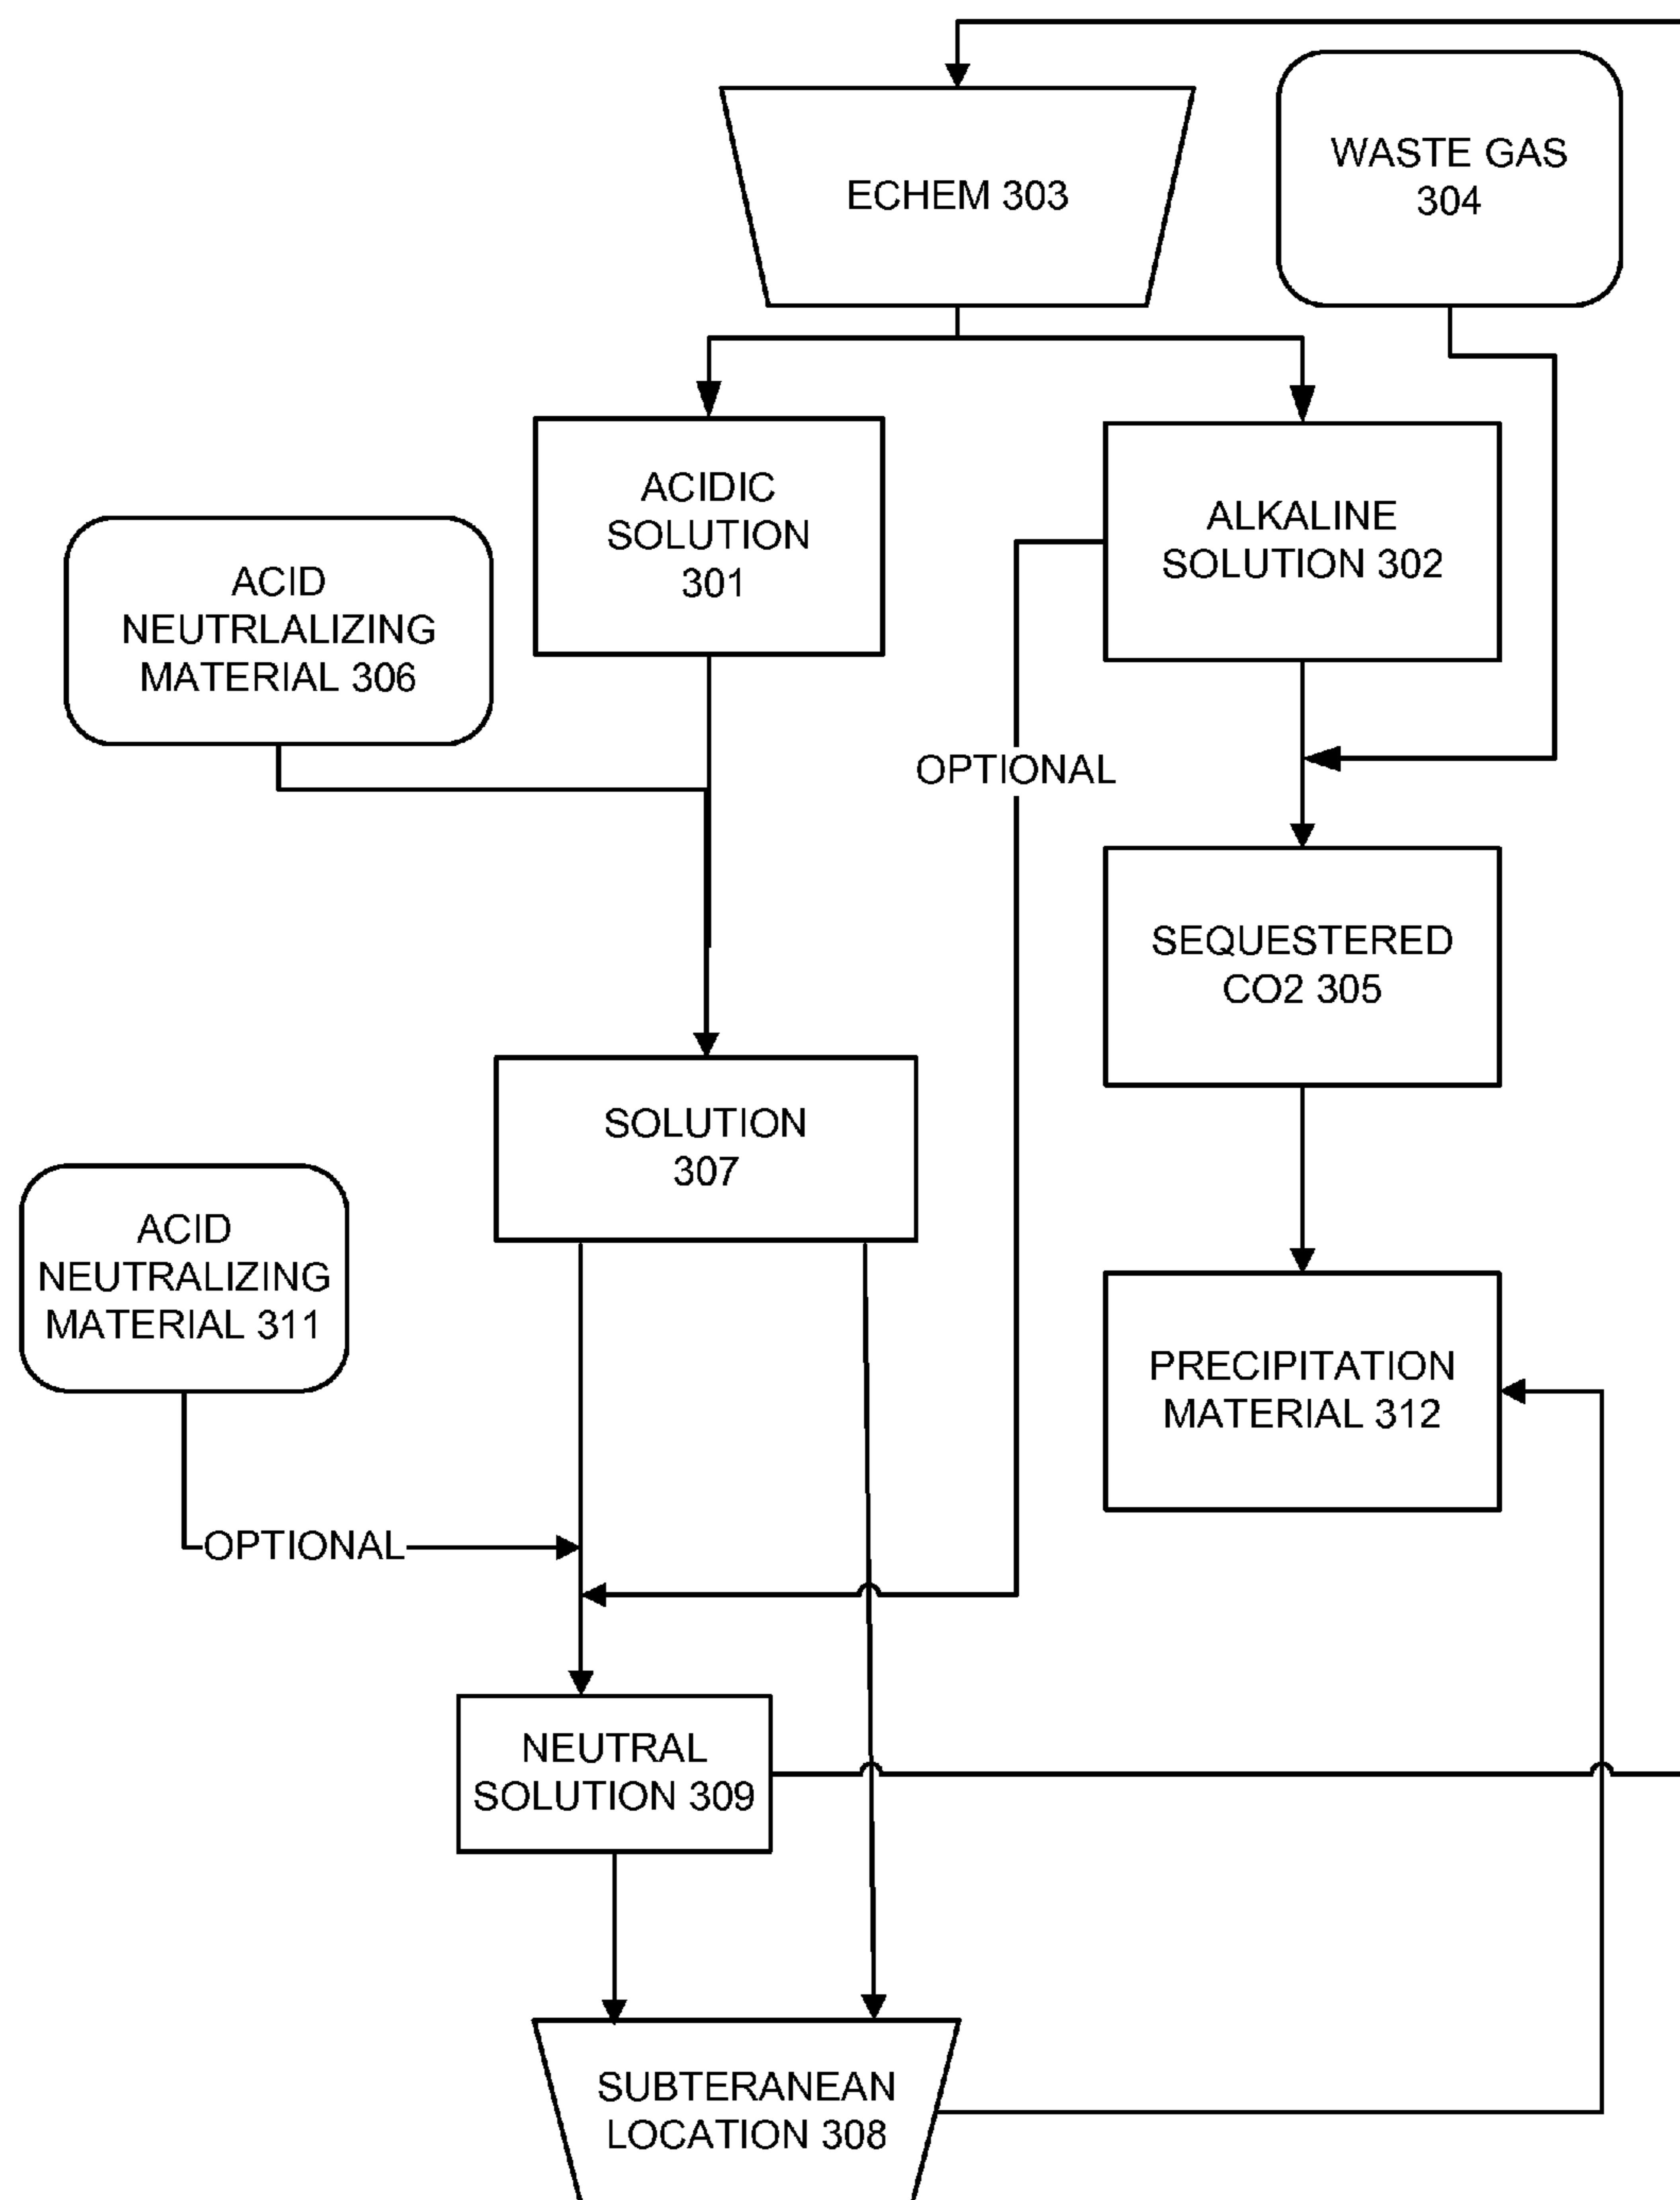 ECHEM 303
WASTE GAS
304
ACIDIC
SOLUTION
301
ALKALINE
SOLUTION 302
ACID
NEUTRLALIZING
MATERIAL 306
OPTIONAL
SEQUESTERED
CO2 305
SOLUTION
307
ACID
NEUTRALIZING
MATERIAL 311
PRECIPITATION
MATERIAL 312
OPTIONAL
NEUTRAL
SOLUTION 309
SUBTERANEAN
LOCATION 308